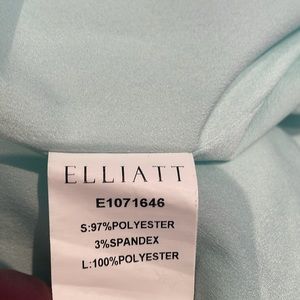 ELLIATT
E1071646
S:97%POLYESTER
3%SPANDEX
L:100%POLYESTER